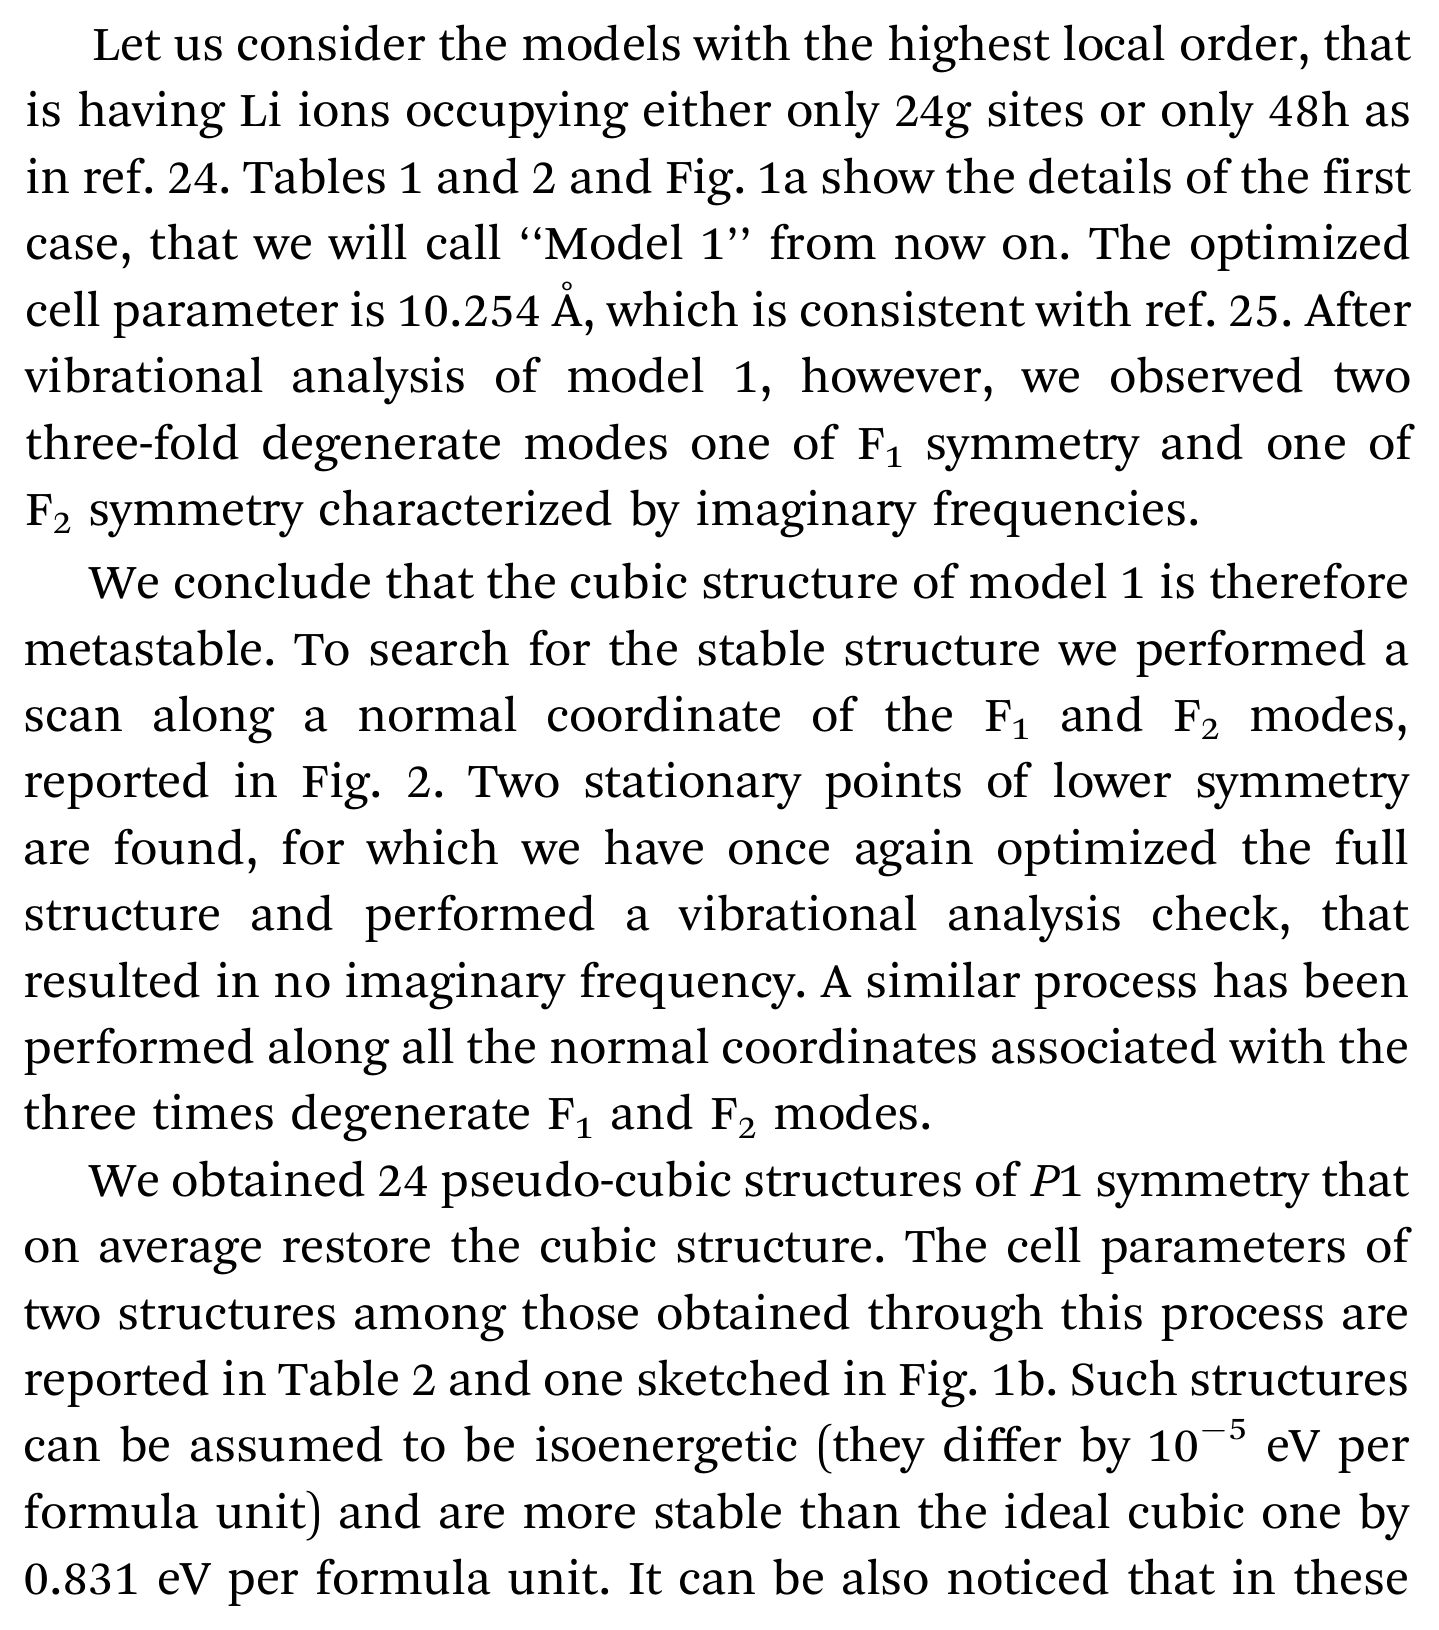 Let us consider the models with the highest local order, that
is having Li ions occupying either only 24g sites or only 48h as
in ref. 24. Tables 1 and 2 and Fig. 1a show the details of the first
case, that we will call ‘‘Model 1’’ from now on. The optimized
cell parameter is 10.254 Å, which is consistent with ref. 25. After
vibrational analysis of model 1, however, we observed two
three-fold degenerate modes one of F₁ symmetry and one of
F₂ symmetry characterized by imaginary frequencies.
We conclude that the cubic structure of model 1 is therefore
metastable. To search for the stable structure we performed a
scan along a normal coordinate of the F₁ and F₂ modes,
reported in Fig. 2. Two stationary points of lower symmetry
are found, for which we have once again optimized the full
structure and performed a vibrational analysis check, that
resulted in no imaginary frequency. A similar process has been
performed along all the normal coordinates associated with the
three times degenerate F₁ and F₂ modes.
We obtained 24 pseudo-cubic structures of P1 symmetry that
on average restore the cubic structure. The cell parameters of
two structures among those obtained through this process are
reported in Table 2 and one sketched in Fig. 1b. Such structures
can be assumed to be isoenergetic (they differ by 10⁻⁵ eV per
formula unit) and are more stable than the ideal cubic one by
0.831 eV per formula unit. It can be also noticed that in these